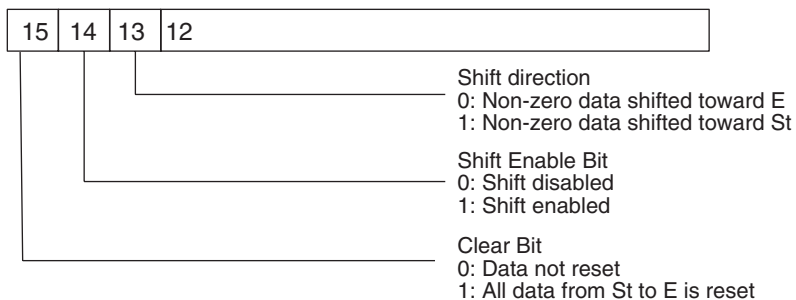 15 14 13 12
Shift direction
0: Non-zero data shifted toward E
1: Non-zero data shifted toward St
Shift Enable Bit
0: Shift disabled
1: Shift enabled
Clear Bit
0: Data not reset
1: All data from St to E is reset